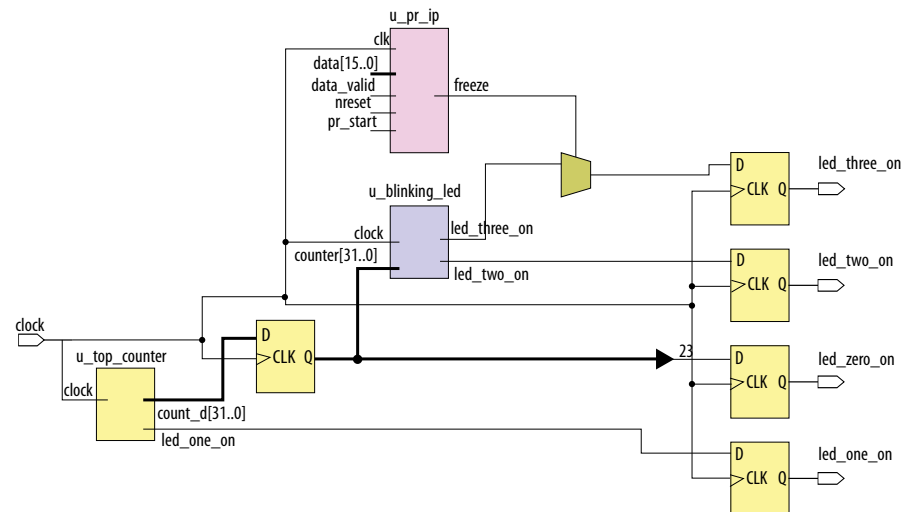 u_pr_ip
clk
data[15..0]
data_valid
nreset
pr_start
freeze
u_blinking_led
clock
counter[31..0]
led_three_on
led_two_on
clock
u_top_counter
clock
count_d[31..0]
led_one_on
D
CLK Q
23
D
CLK Q
led_three_on
D
CLK Q
led_two_on
D
CLK Q
led_zero_on
D
CLK Q
led_one_on